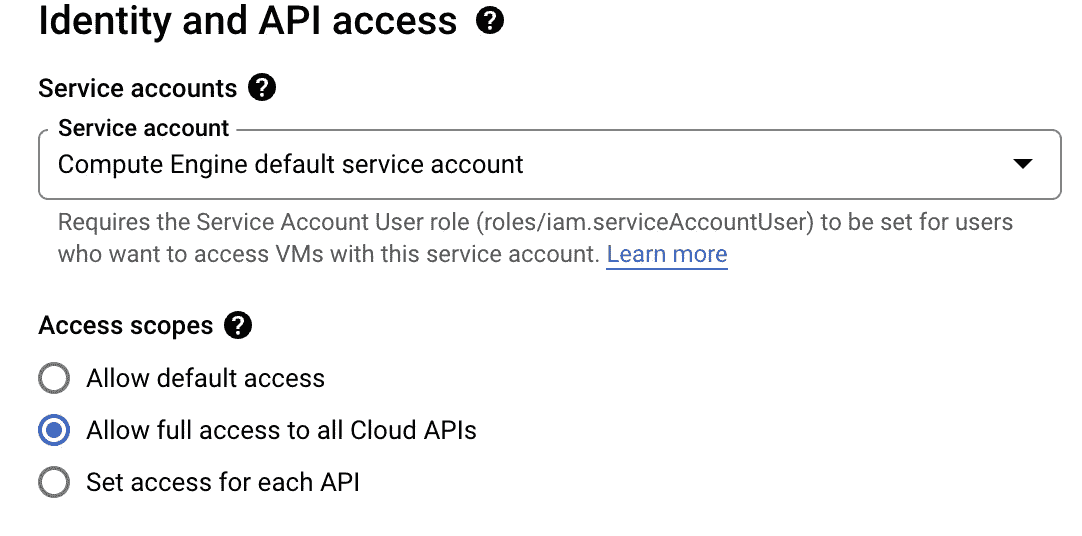 Identity and API access
Service accounts
Service account
Compute Engine default service account
Requires the Service Account User role (roles/iam.serviceAccountUser) to be set for users
who want to access VMs with this service account. Learn more
Access scopes
Allow default access
Allow full access to all Cloud APIs
Set access for each API